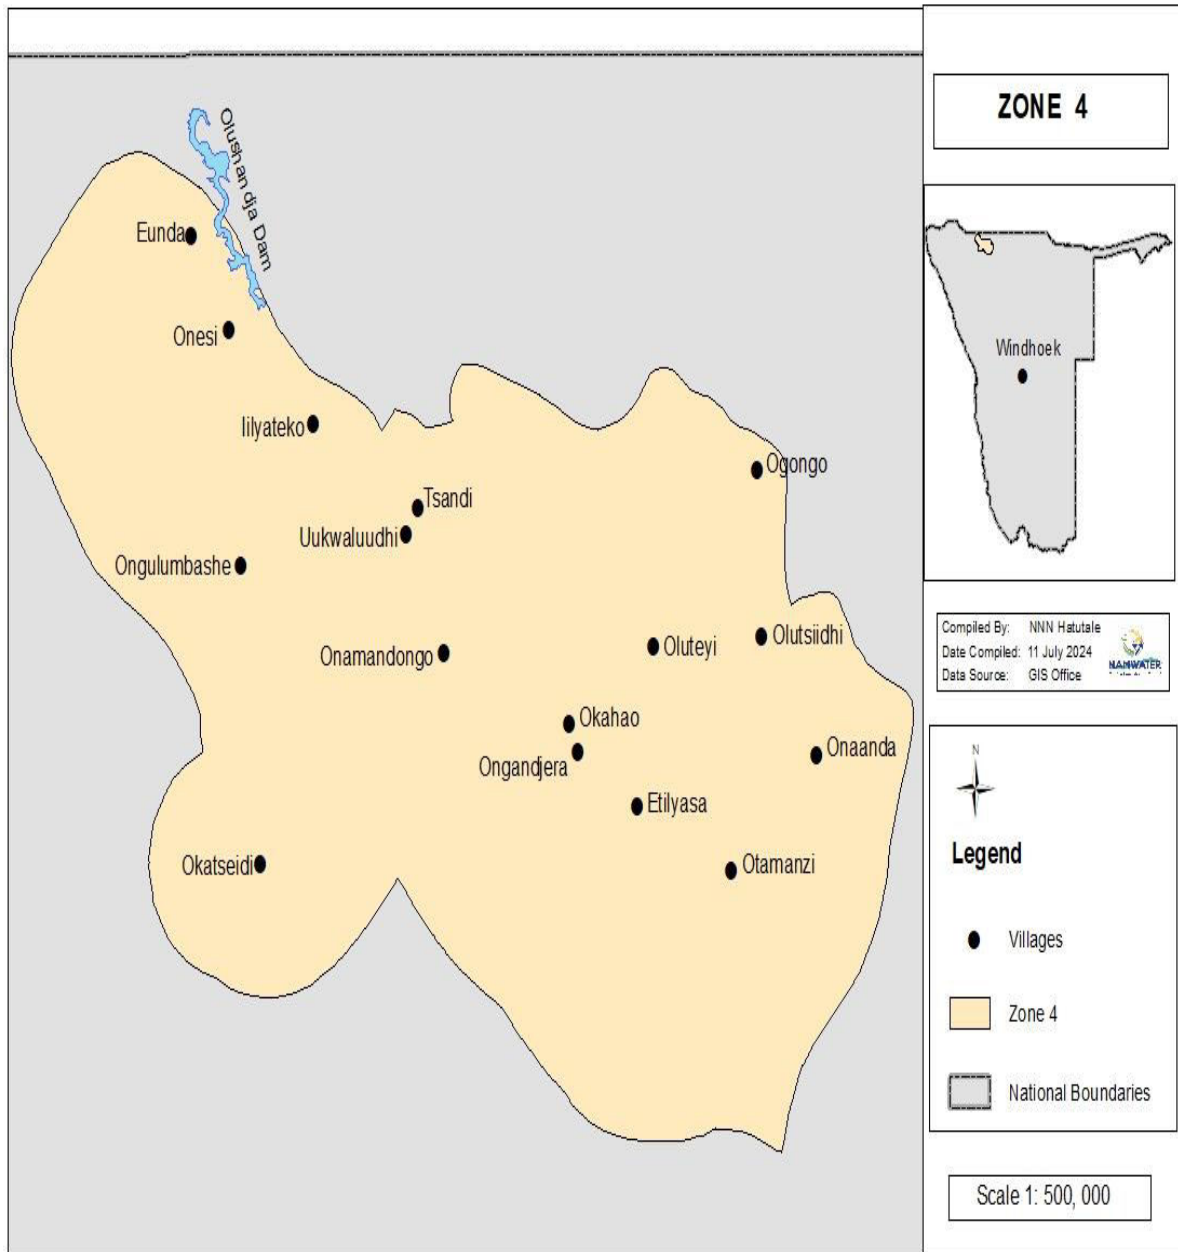 ZONE 4
Olushandja Dam
Eunda
Onesi
Iilyateko
Ogongo
Tsandi
Uukwaluudhi
Ongulumbashe
Onamandongo
Oluteyi
Olutsiidhi
Okahao
Ongandjera
Onaanda
Etilyasa
Okatseidi
Otamanzi
Windhoek
Compiled By: NNN Hatutale
Date Compiled: 11 July 2024
Data Source: GIS Office
NAMWATER
N
Legend
Villages
Zone 4
National Boundaries
Scale 1: 500, 000